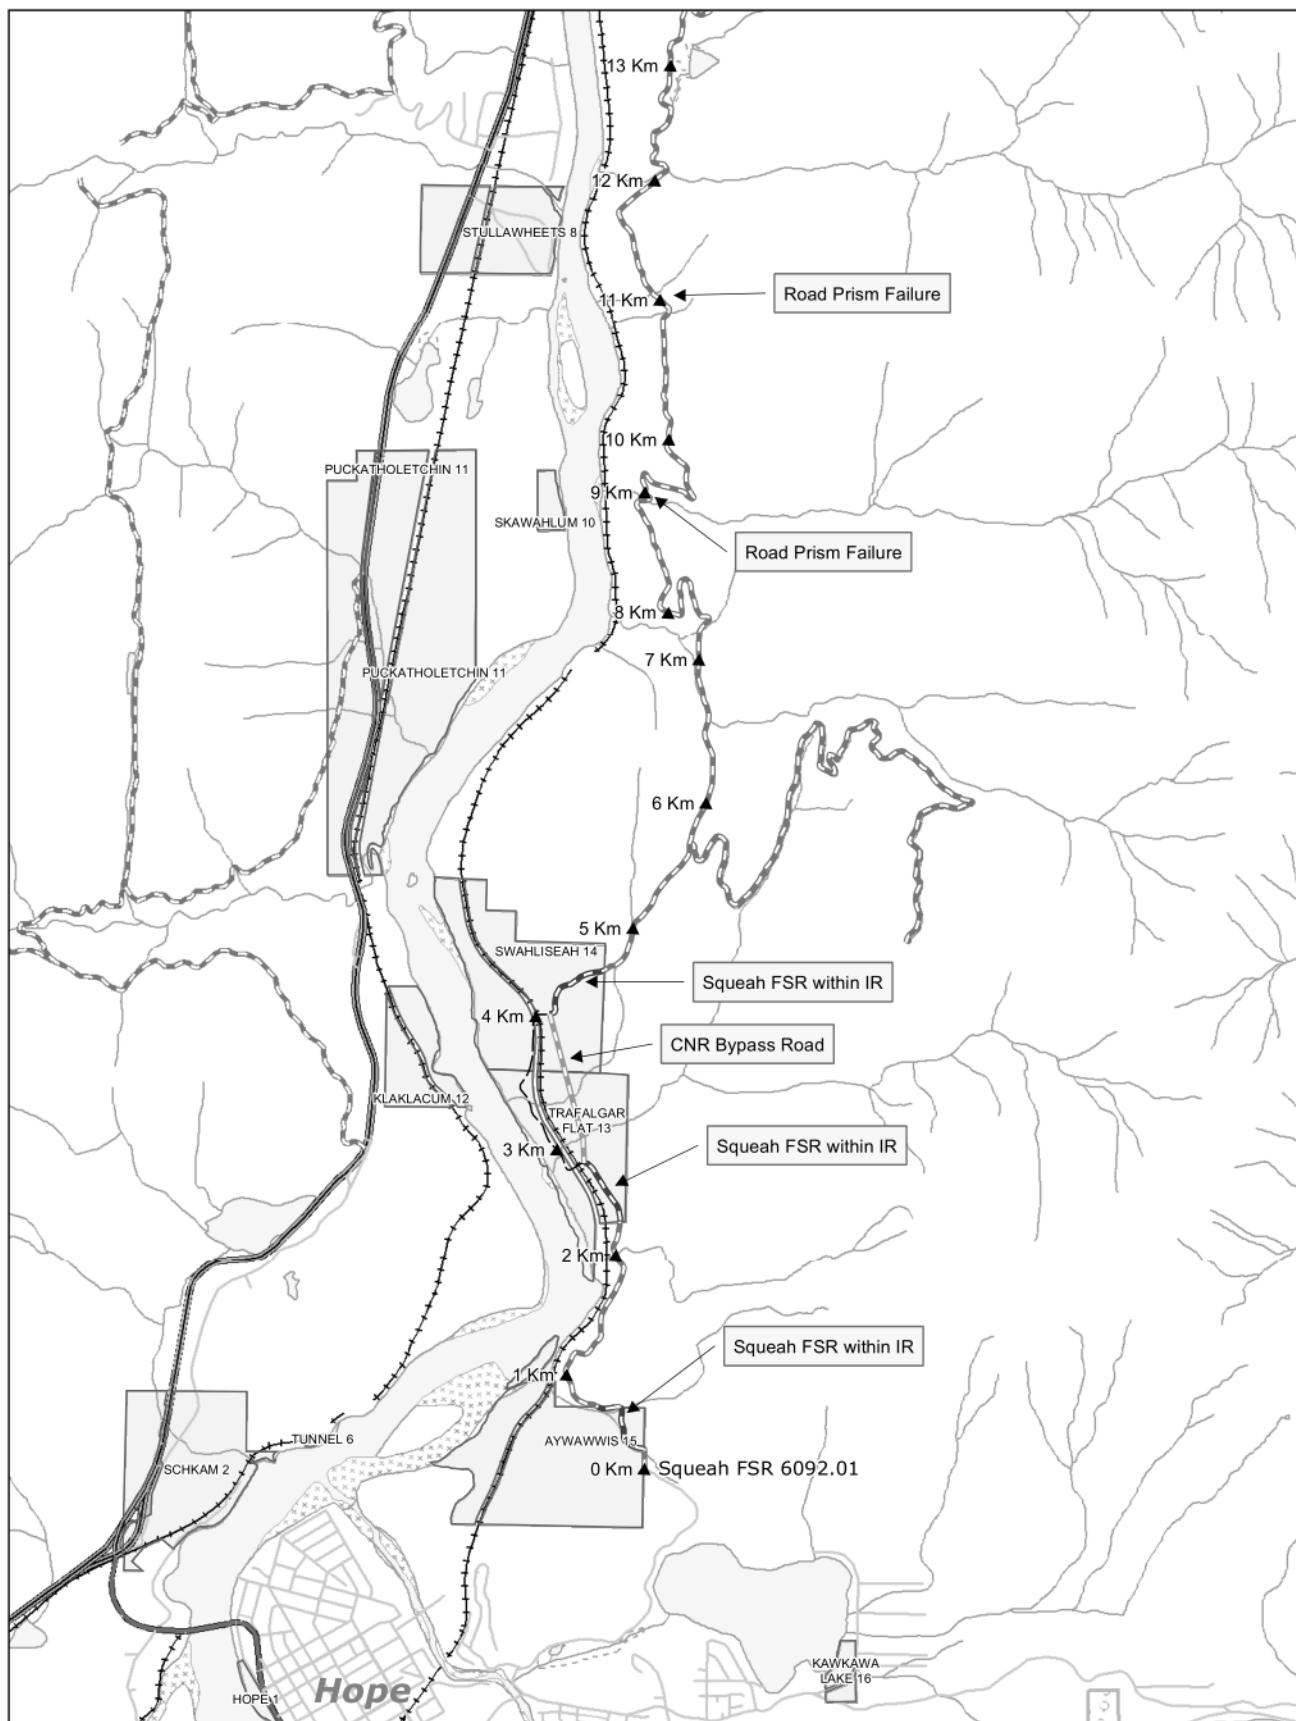 13 Km
12 Km
STULLAWHEETS 8
11 Km
Road Prism Failure
10 Km
PUCKATHOLETCHIN 11
9 Km
SKAWAHLUM 10
Road Prism Failure
8 Km
7 Km
PUCKATHOLETCHIN 11
6 Km
5 Km
SWAHLISEAH 14
Squeah FSR within IR
4 Km
CNR Bypass Road
KLAKLACUM 12
TRAFALGAR
FLAT 13
3 Km
Squeah FSR within IR
2 Km
Squeah FSR within IR
1 Km
TUNNEL 6
AYWAWWIS 15
SCHKAM 2
0 Km
Squeah FSR 6092.01
KAWKAWA
LAKE 16
Hope
HOPE 1